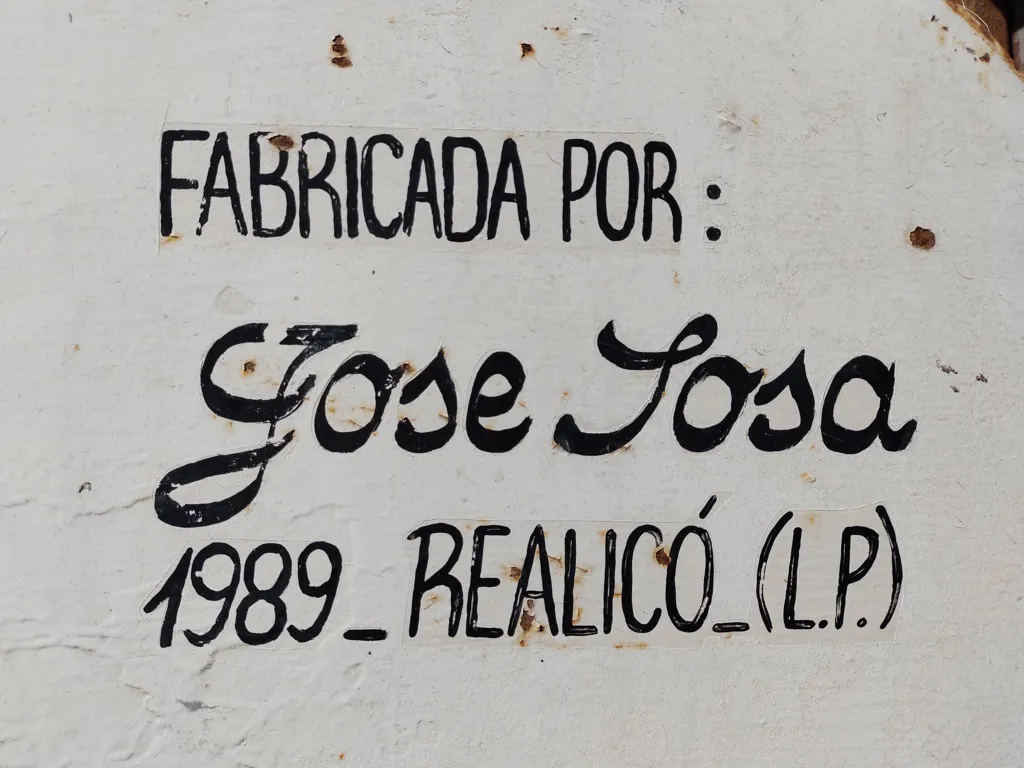 FABRICADA POR:
Jose Sosa
1989_REALICÓ_(L.P.)